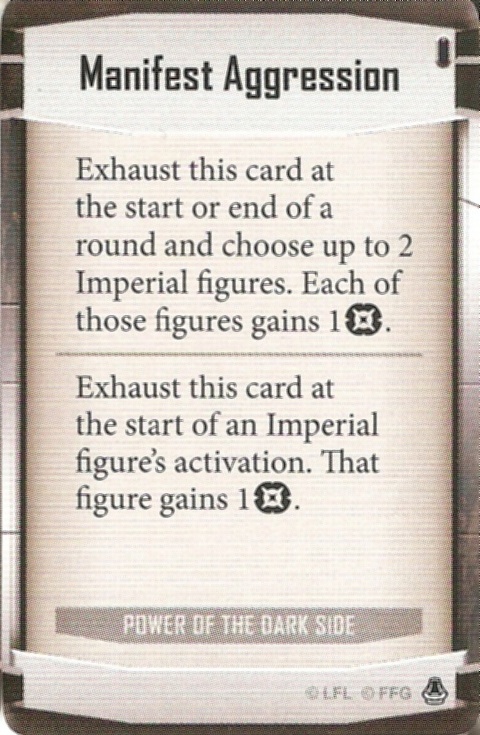 Manifest Aggression
Exhaust this card at
the start or end of a
round and choose up to 2
Imperial figures. Each of
those figures gains 1.
Exhaust this card at
the start of an Imperial
figure's activation. That
figure gains 1.
POWER OF THE DARK SIDE
© LFL © FFG